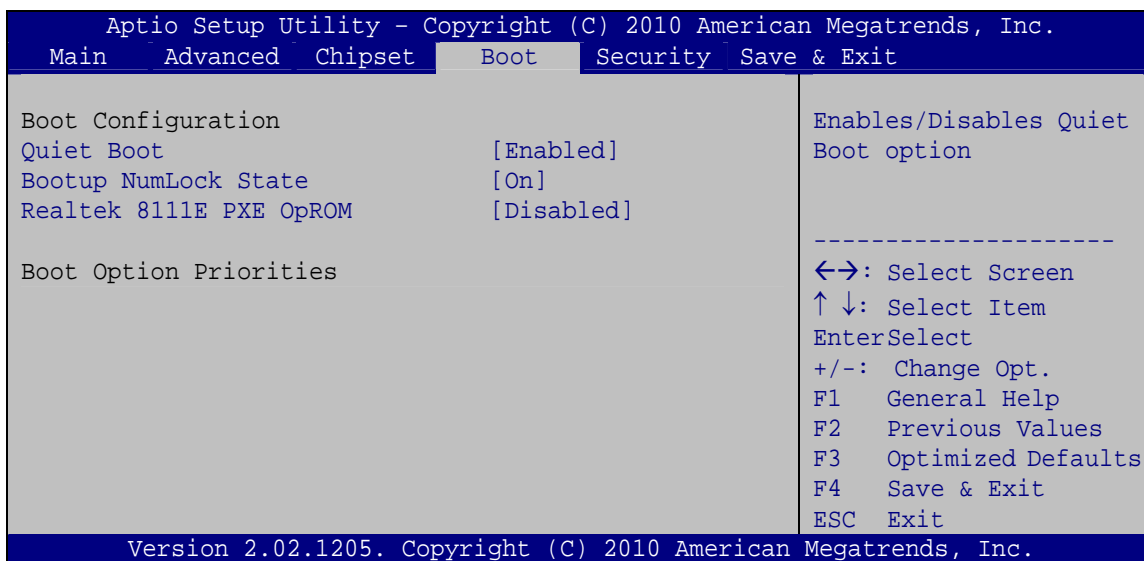 Aptio Setup Utility – Copyright (C) 2010 American Megatrends, Inc.
Main Advanced Chipset Boot Security Save & Exit
Boot Configuration
Quiet Boot [Enabled]
Bootup NumLock State [On]
Realtek 8111E PXE OpROM [Disabled]
Boot Option Priorities
Enables/Disables Quiet
Boot option
---------------------
←→: Select Screen
↑ ↓: Select Item
EnterSelect
+/-: Change Opt.
F1 General Help
F2 Previous Values
F3 Optimized Defaults
F4 Save & Exit
ESC Exit
Version 2.02.1205. Copyright (C) 2010 American Megatrends, Inc.